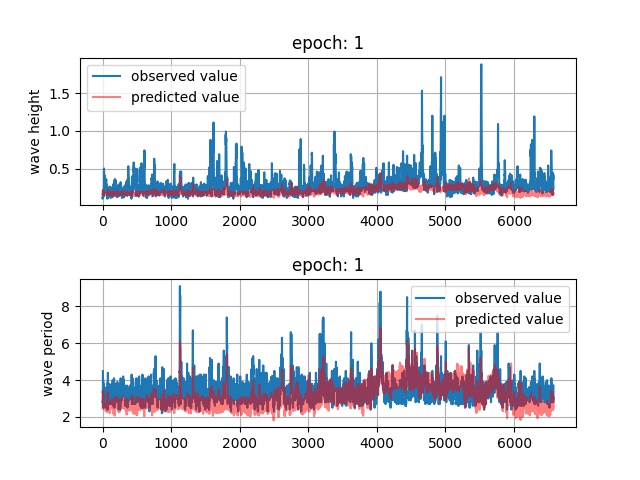 epoch: 1
observed value
predicted value
wave height
1.5
1.0
0.5
0 1000 2000 3000 4000 5000 6000
epoch: 1
observed value
predicted value
wave period
8
6
4
2
0 1000 2000 3000 4000 5000 6000